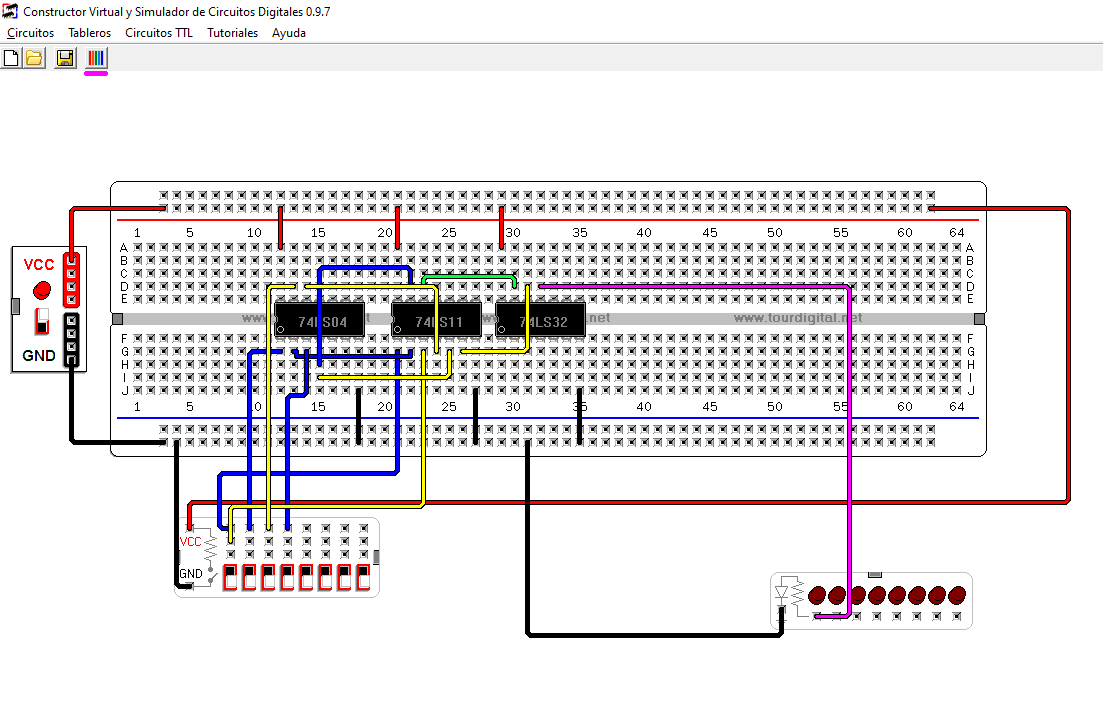 Constructor Virtual y Simulador de Circuitos Digitales 0.9.7
Circuitos Tableros Circuitos TTL Tutoriales Ayuda
1 5 10 15 20 25 30 35 40 45 50 55 60 64
A A
B B
C C
D D
E E
VCC
GND
74LS04 74LS11 74LS32 .net www.tourdigital.net
F F
G G
H H
I I
J J
1 5 10 15 20 25 30 35 40 45 50 55 60 64
VCC
GND